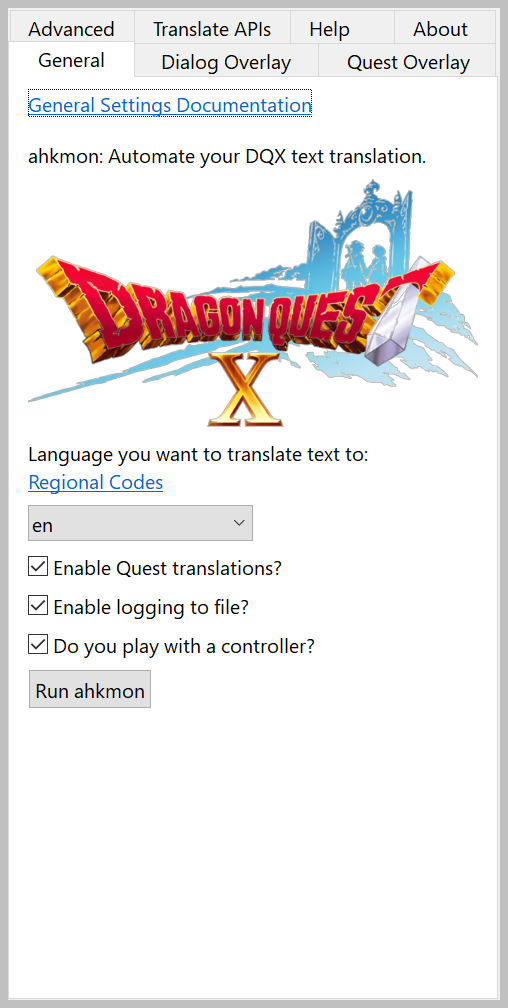 Advanced
Translate APIs
Help
About
General
Dialog Overlay
Quest Overlay
General Settings Documentation
ahkmon: Automate your DQX text translation.
DRAGON QUEST
X
Language you want to translate text to:
Regional Codes
en
Enable Quest translations?
Enable logging to file?
Do you play with a controller?
Run ahkmon